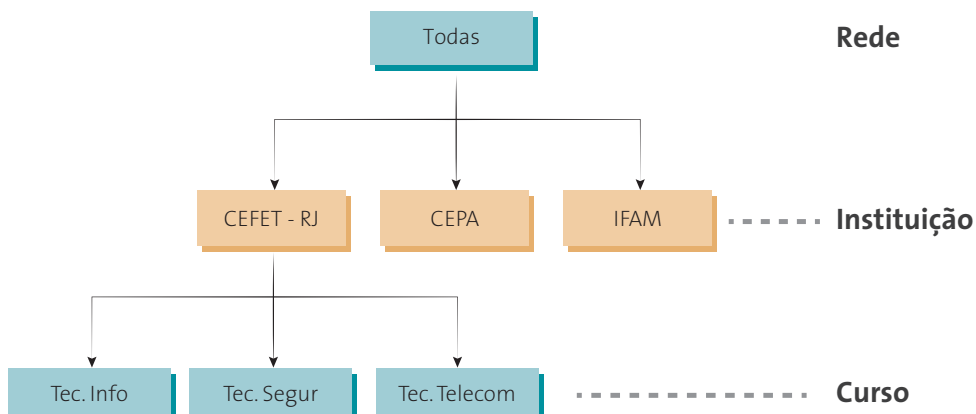 Todas
Rede
CEFET - RJ
CEPA
IFAM
Instituição
Tec. Info
Tec. Segur
Tec. Telecom
Curso